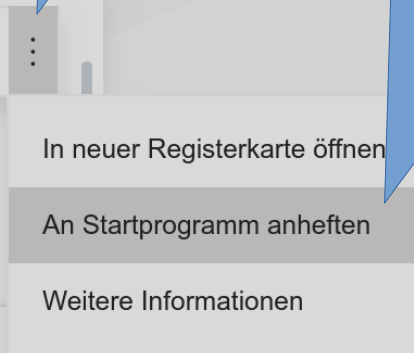 In neuer Registerkarte öffnen
An Startprogramm anheften
Weitere Informationen